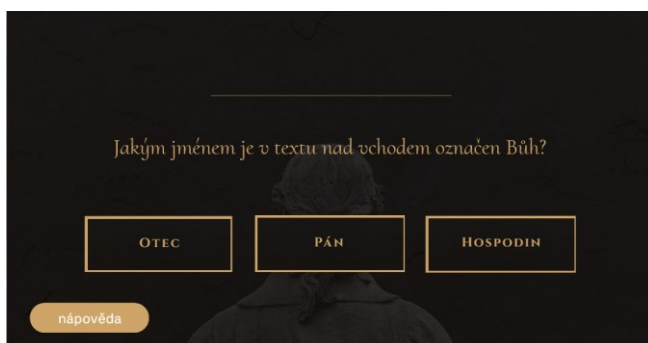 Jakým jménem je v textu nad vchodem označen Bůh?
Otec
Pán
Hospodin
nápověda